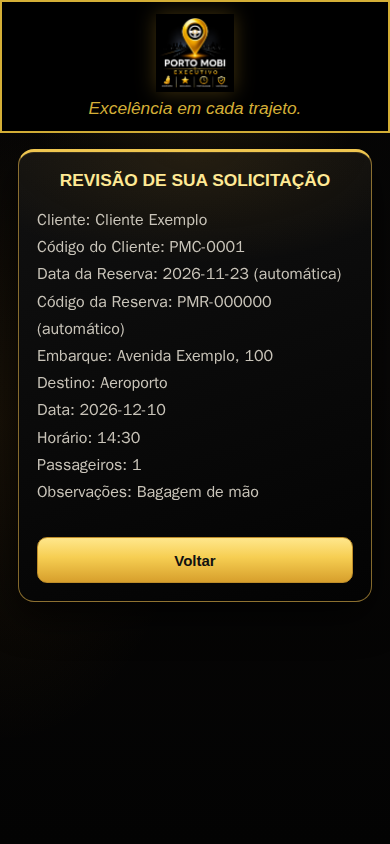 PORTO MOBI
EXECUTIVO
Excelência em cada trajeto.
REVISÃO DE SUA SOLICITAÇÃO
Cliente: Cliente Exemplo
Código do Cliente: PMC-0001
Data da Reserva: 2026-11-23 (automática)
Código da Reserva: PMR-000000
(automático)
Embarque: Avenida Exemplo, 100
Destino: Aeroporto
Data: 2026-12-10
Horário: 14:30
Passageiros: 1
Observações: Bagagem de mão
Voltar